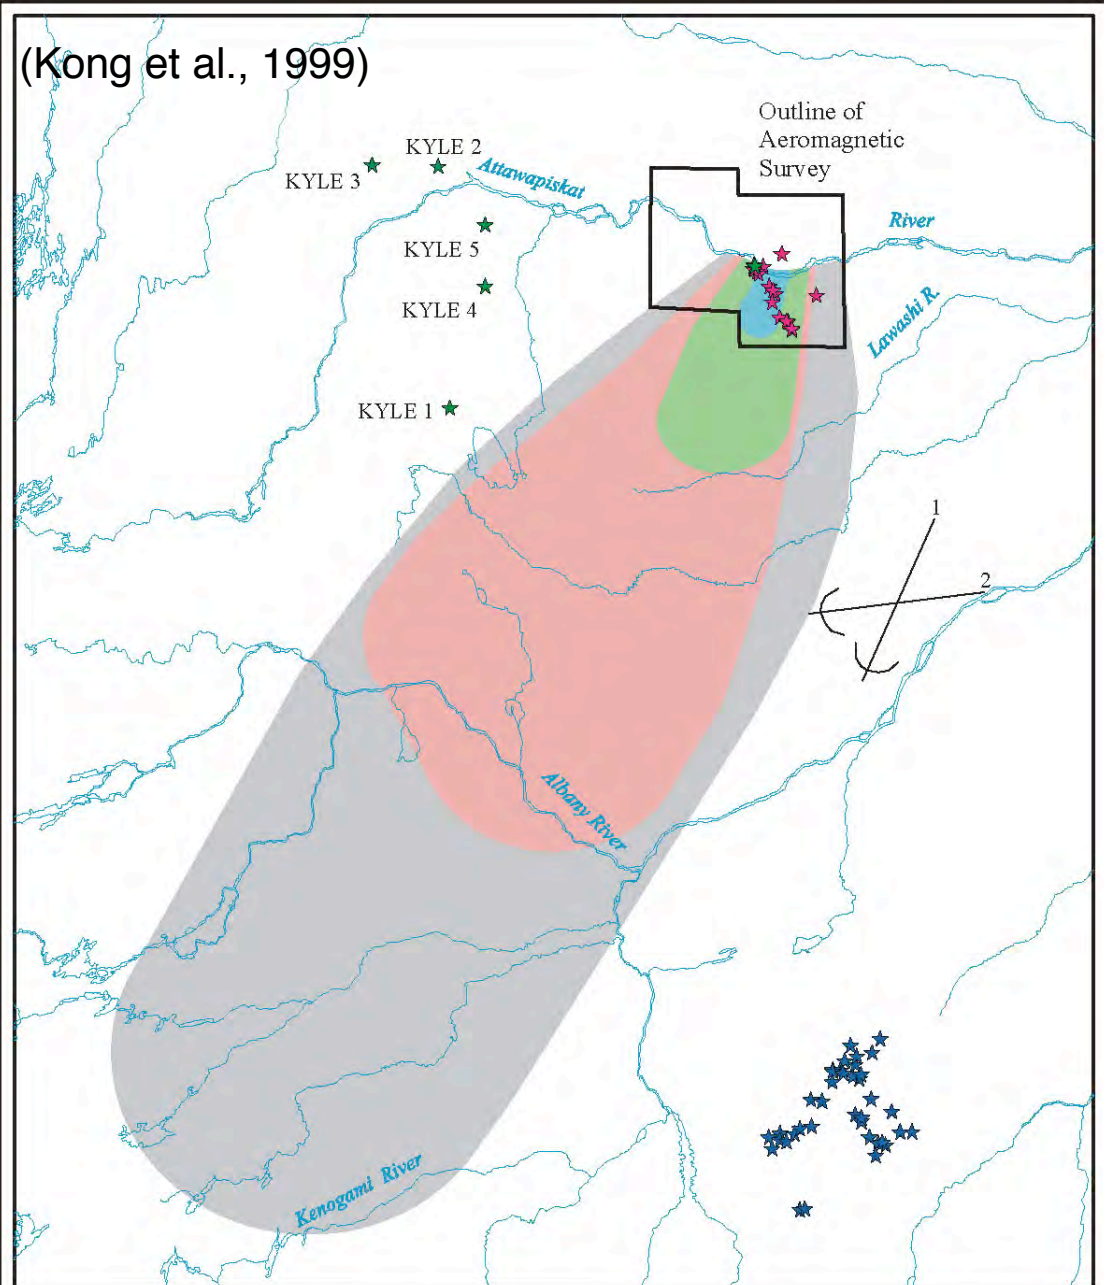 (Kong et al., 1999)
Outline of
Aeromagnetic
Survey
KYLE 2
KYLE 3
Attawapiskat
River
KYLE 5
KYLE 4
Lawashi R.
KYLE 1
1
2
Albany River
Kenogami River